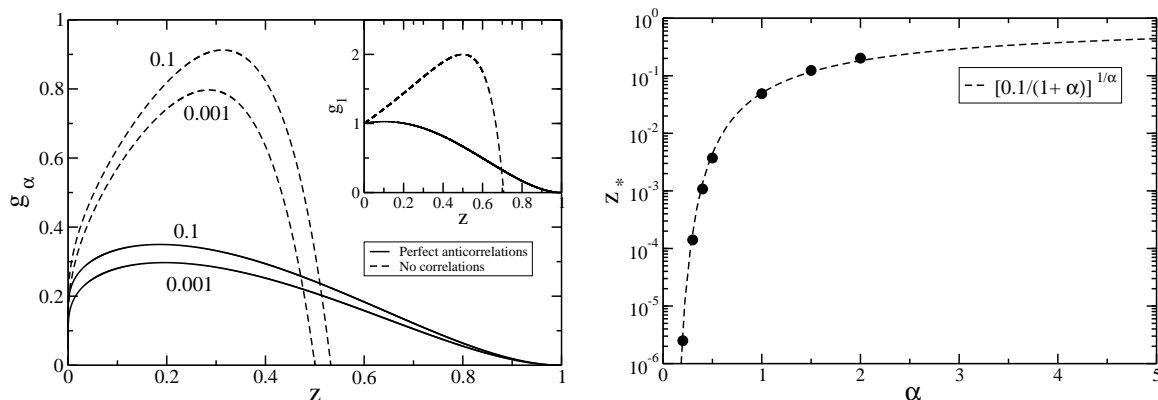 1
0.8
0.6
0.4
0.2
0
g α
0 0.2 0.4 0.6 0.8 1
z
0.1
0.001
0.1
0.001
2
1
0
g 1
0 0.2 0.4 0.6 0.8 1
z
Perfect anticorrelations
No correlations
10^0
10^-1
10^-2
10^-3
10^-4
10^-5
10^-6
z *
0 1 2 3 4 5
α
[0.1/(1+ α)] ^1/α